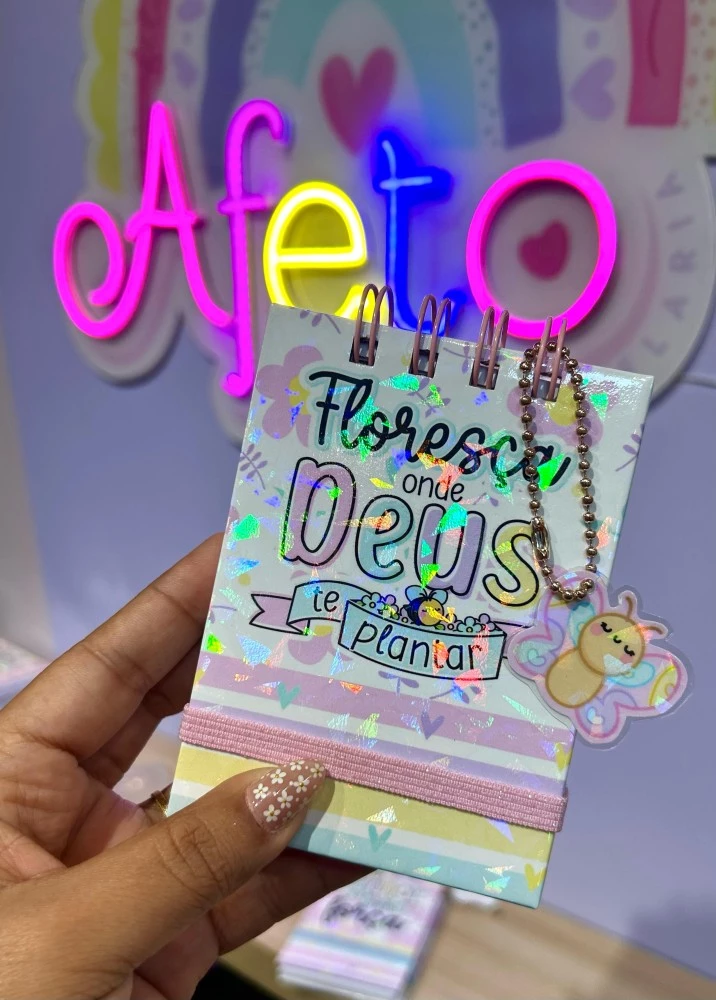 Afeto
Floresça
onde
Deus
te
plantar